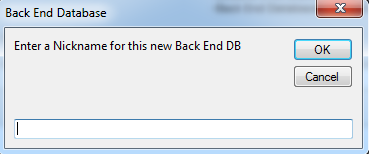 Back End Database
Enter a Nickname for this new Back End DB
OK
Cancel